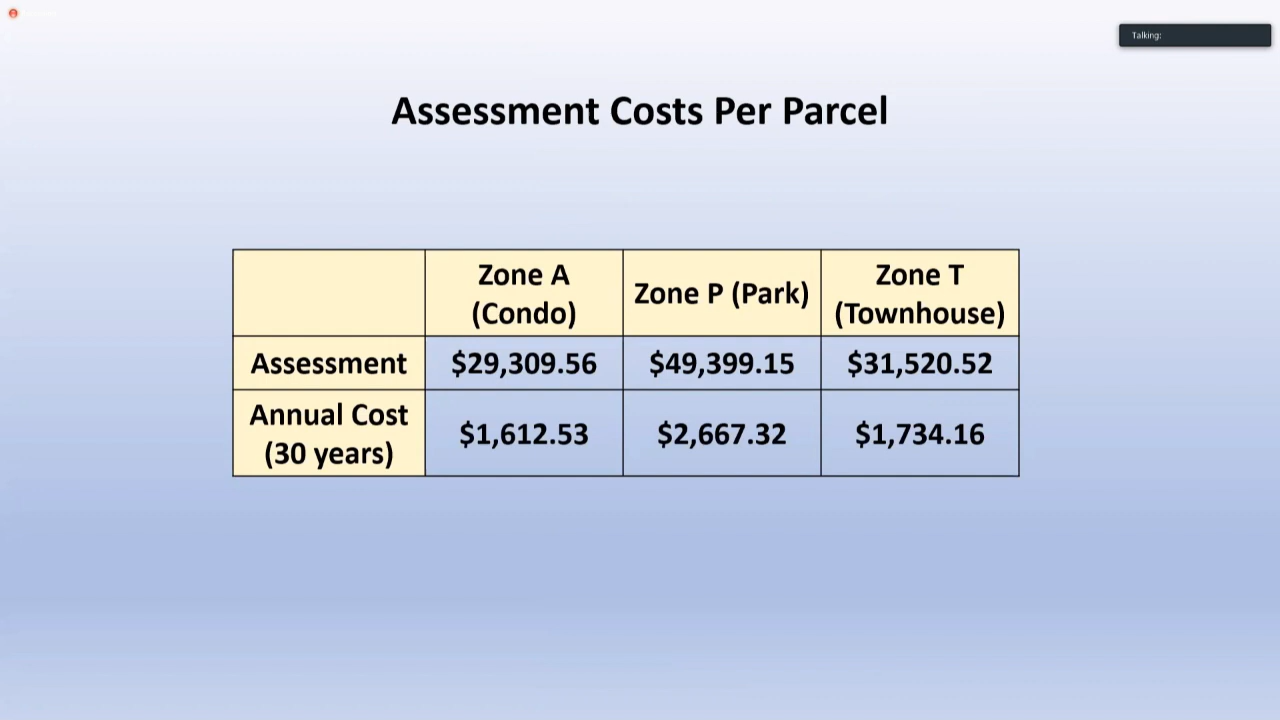 Talking:
Assessment Costs Per Parcel
Zone A
(Condo)
Zone P (Park)
Zone T
(Townhouse)
Assessment
$29,309.56
$49,399.15
$31,520.52
Annual Cost
(30 years)
$1,612.53
$2,667.32
$1,734.16